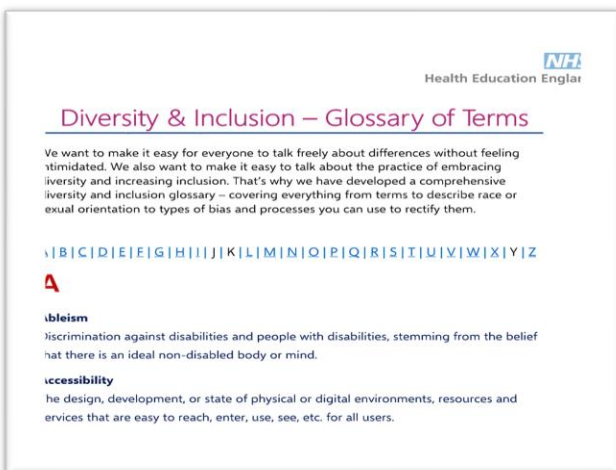 NHS
Health Education Englan
Diversity & Inclusion – Glossary of Terms
We want to make it easy for everyone to talk freely about differences without feeling
ntimidated. We also want to make it easy to talk about the practice of embracing
diversity and increasing inclusion. That's why we have developed a comprehensive
diversity and inclusion glossary – covering everything from terms to describe race or
exual orientation to types of bias and processes you can use to rectify them.
A | B | C | D | E | F | G | H | I | J | K | L | M | N | O | P | Q | R | S | T | U | V | W | X | Y | Z
A
Ableism
Discrimination against disabilities and people with disabilities, stemming from the belief
hat there is an ideal non-disabled body or mind.
Accessibility
he design, development, or state of physical or digital environments, resources and
ervices that are easy to reach, enter, use, see, etc. for all users.